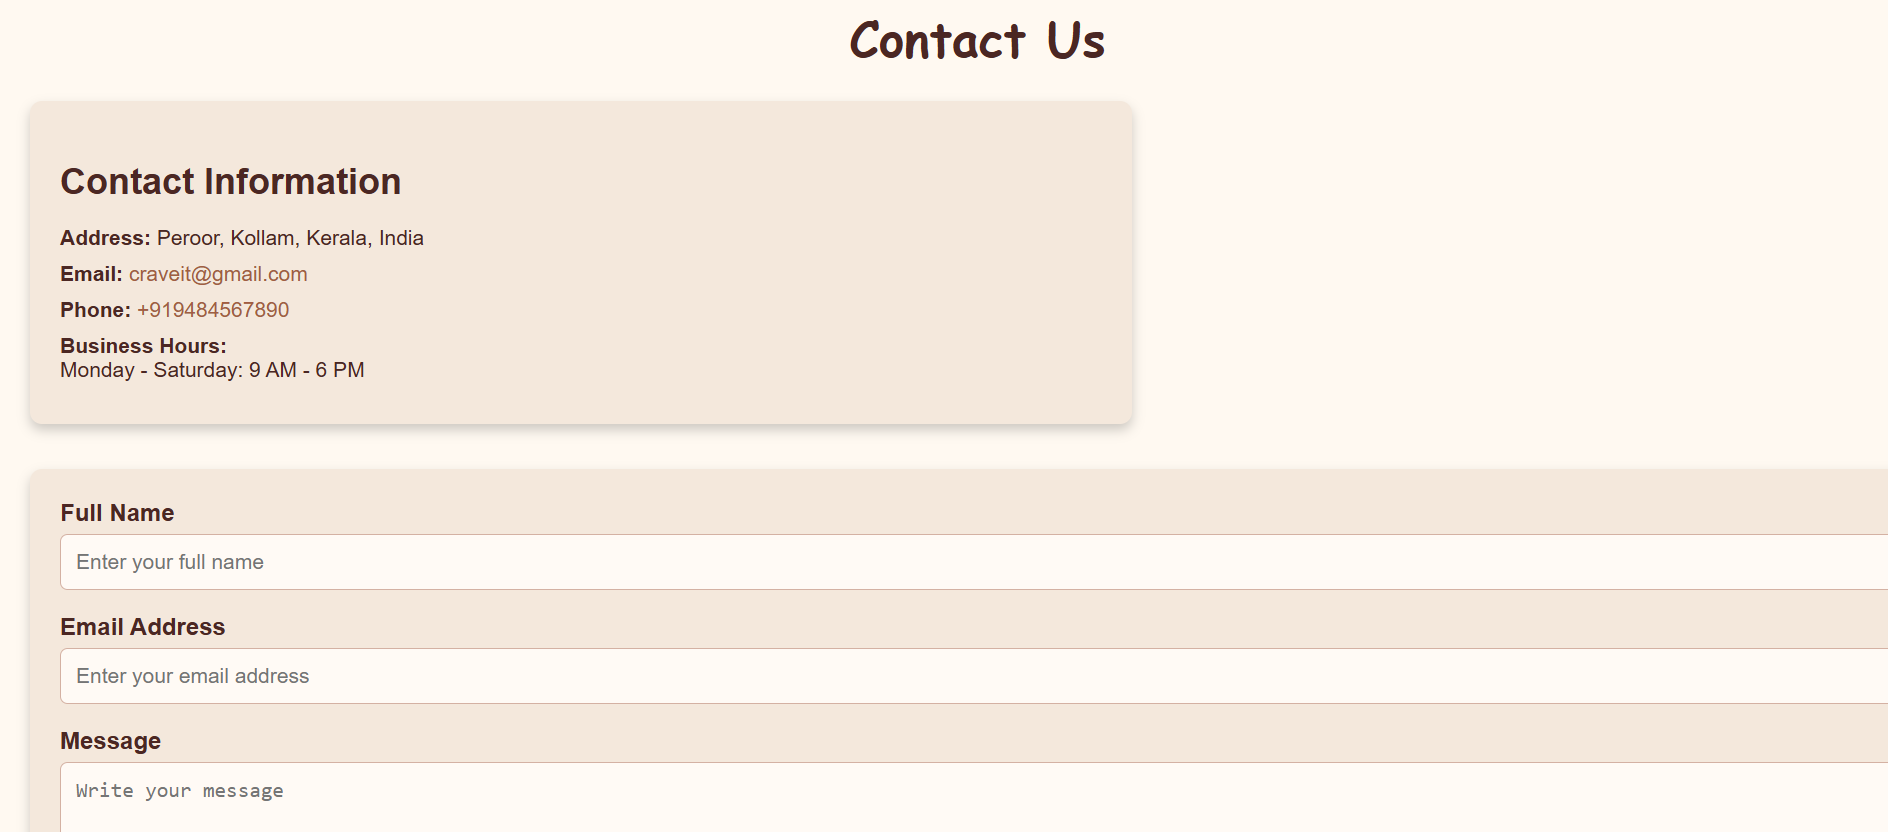 Contact Us
Contact Information
Address: Peroor, Kollam, Kerala, India
Email: craveit@gmail.com
Phone: +919484567890
Business Hours:
Monday - Saturday: 9 AM - 6 PM
Full Name
Enter your full name
Email Address
Enter your email address
Message
Write your message